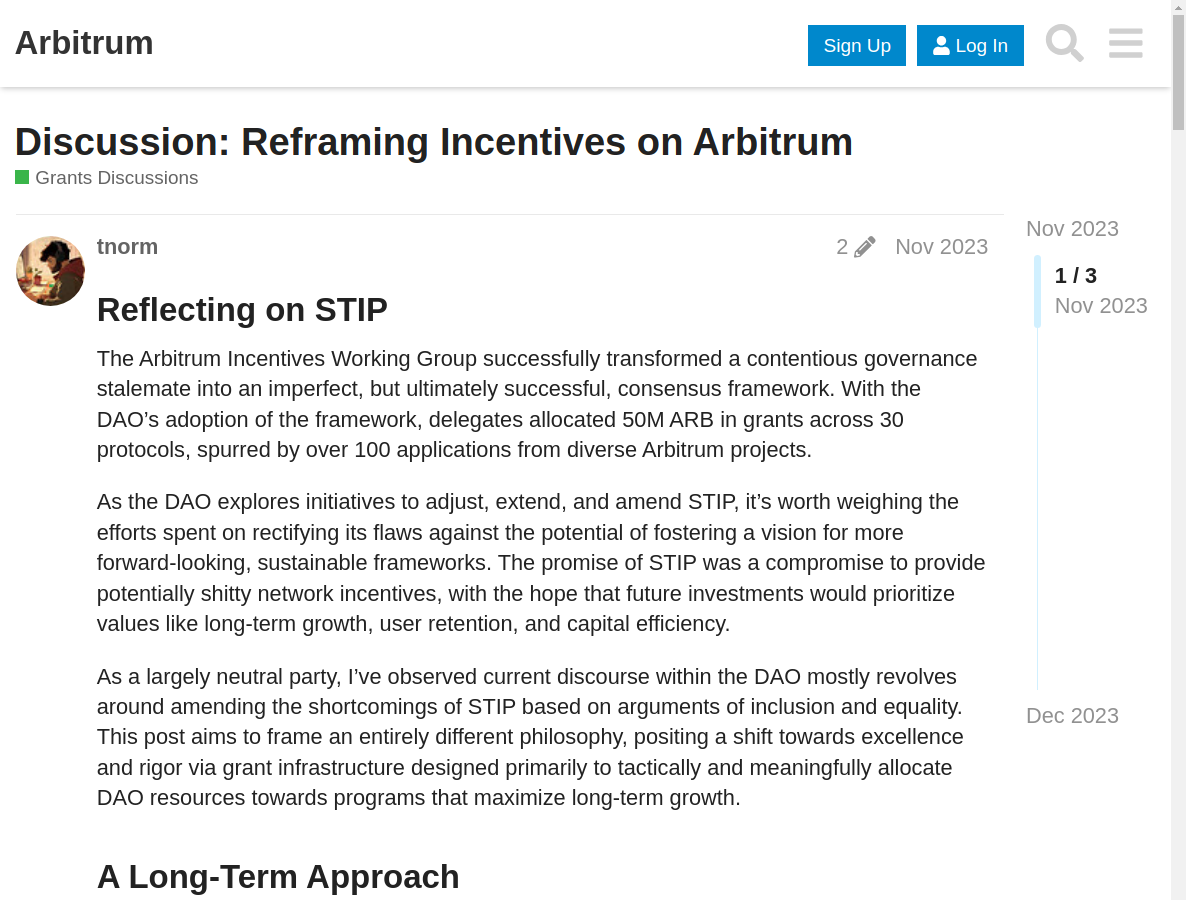 Arbitrum
Sign Up
Log In
Discussion: Reframing Incentives on Arbitrum
Grants Discussions
tnorm
2
Nov 2023
Nov 2023
1 / 3
Nov 2023
Reflecting on STIP
The Arbitrum Incentives Working Group successfully transformed a contentious governance
stalemate into an imperfect, but ultimately successful, consensus framework. With the
DAO’s adoption of the framework, delegates allocated 50M ARB in grants across 30
protocols, spurred by over 100 applications from diverse Arbitrum projects.
As the DAO explores initiatives to adjust, extend, and amend STIP, it’s worth weighing the
efforts spent on rectifying its flaws against the potential of fostering a vision for more
forward-looking, sustainable frameworks. The promise of STIP was a compromise to provide
potentially shitty network incentives, with the hope that future investments would prioritize
values like long-term growth, user retention, and capital efficiency.
As a largely neutral party, I’ve observed current discourse within the DAO mostly revolves
around amending the shortcomings of STIP based on arguments of inclusion and equality.
This post aims to frame an entirely different philosophy, positing a shift towards excellence
and rigor via grant infrastructure designed primarily to tactically and meaningfully allocate
DAO resources towards programs that maximize long-term growth.
Dec 2023
A Long-Term Approach